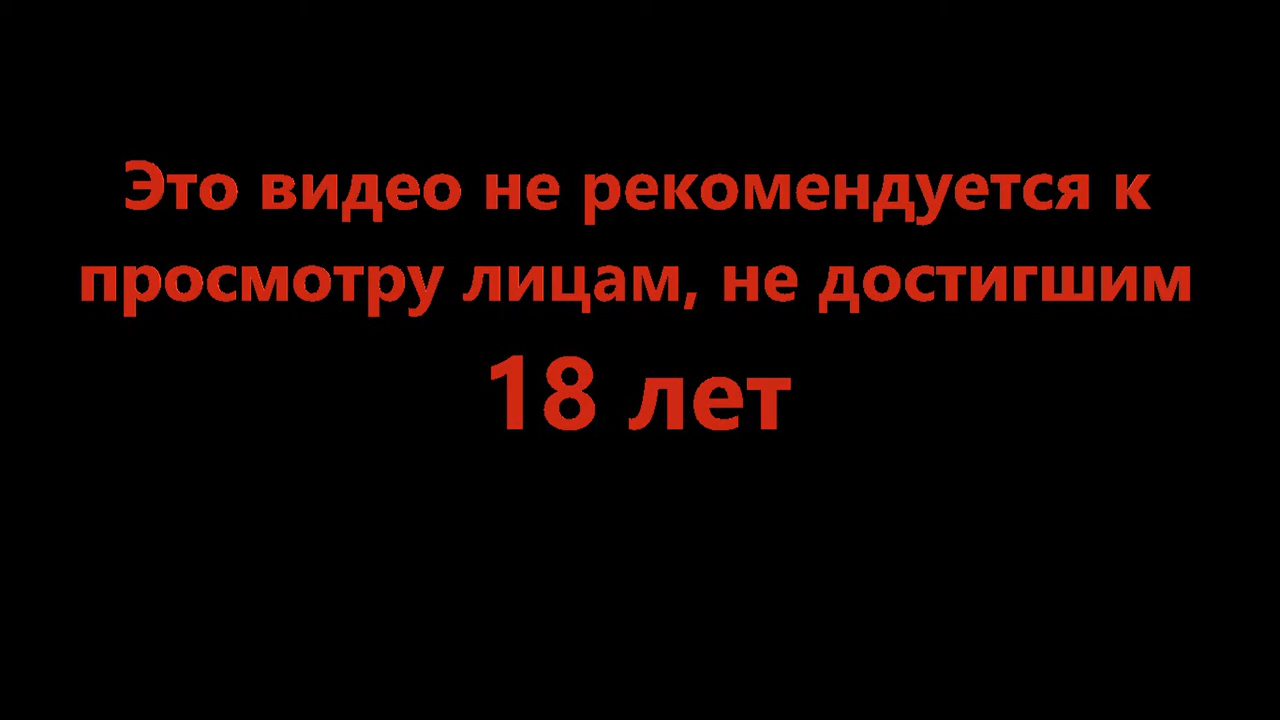 Это видео не рекомендуется к
просмотру лицам, не достигшим
18 лет